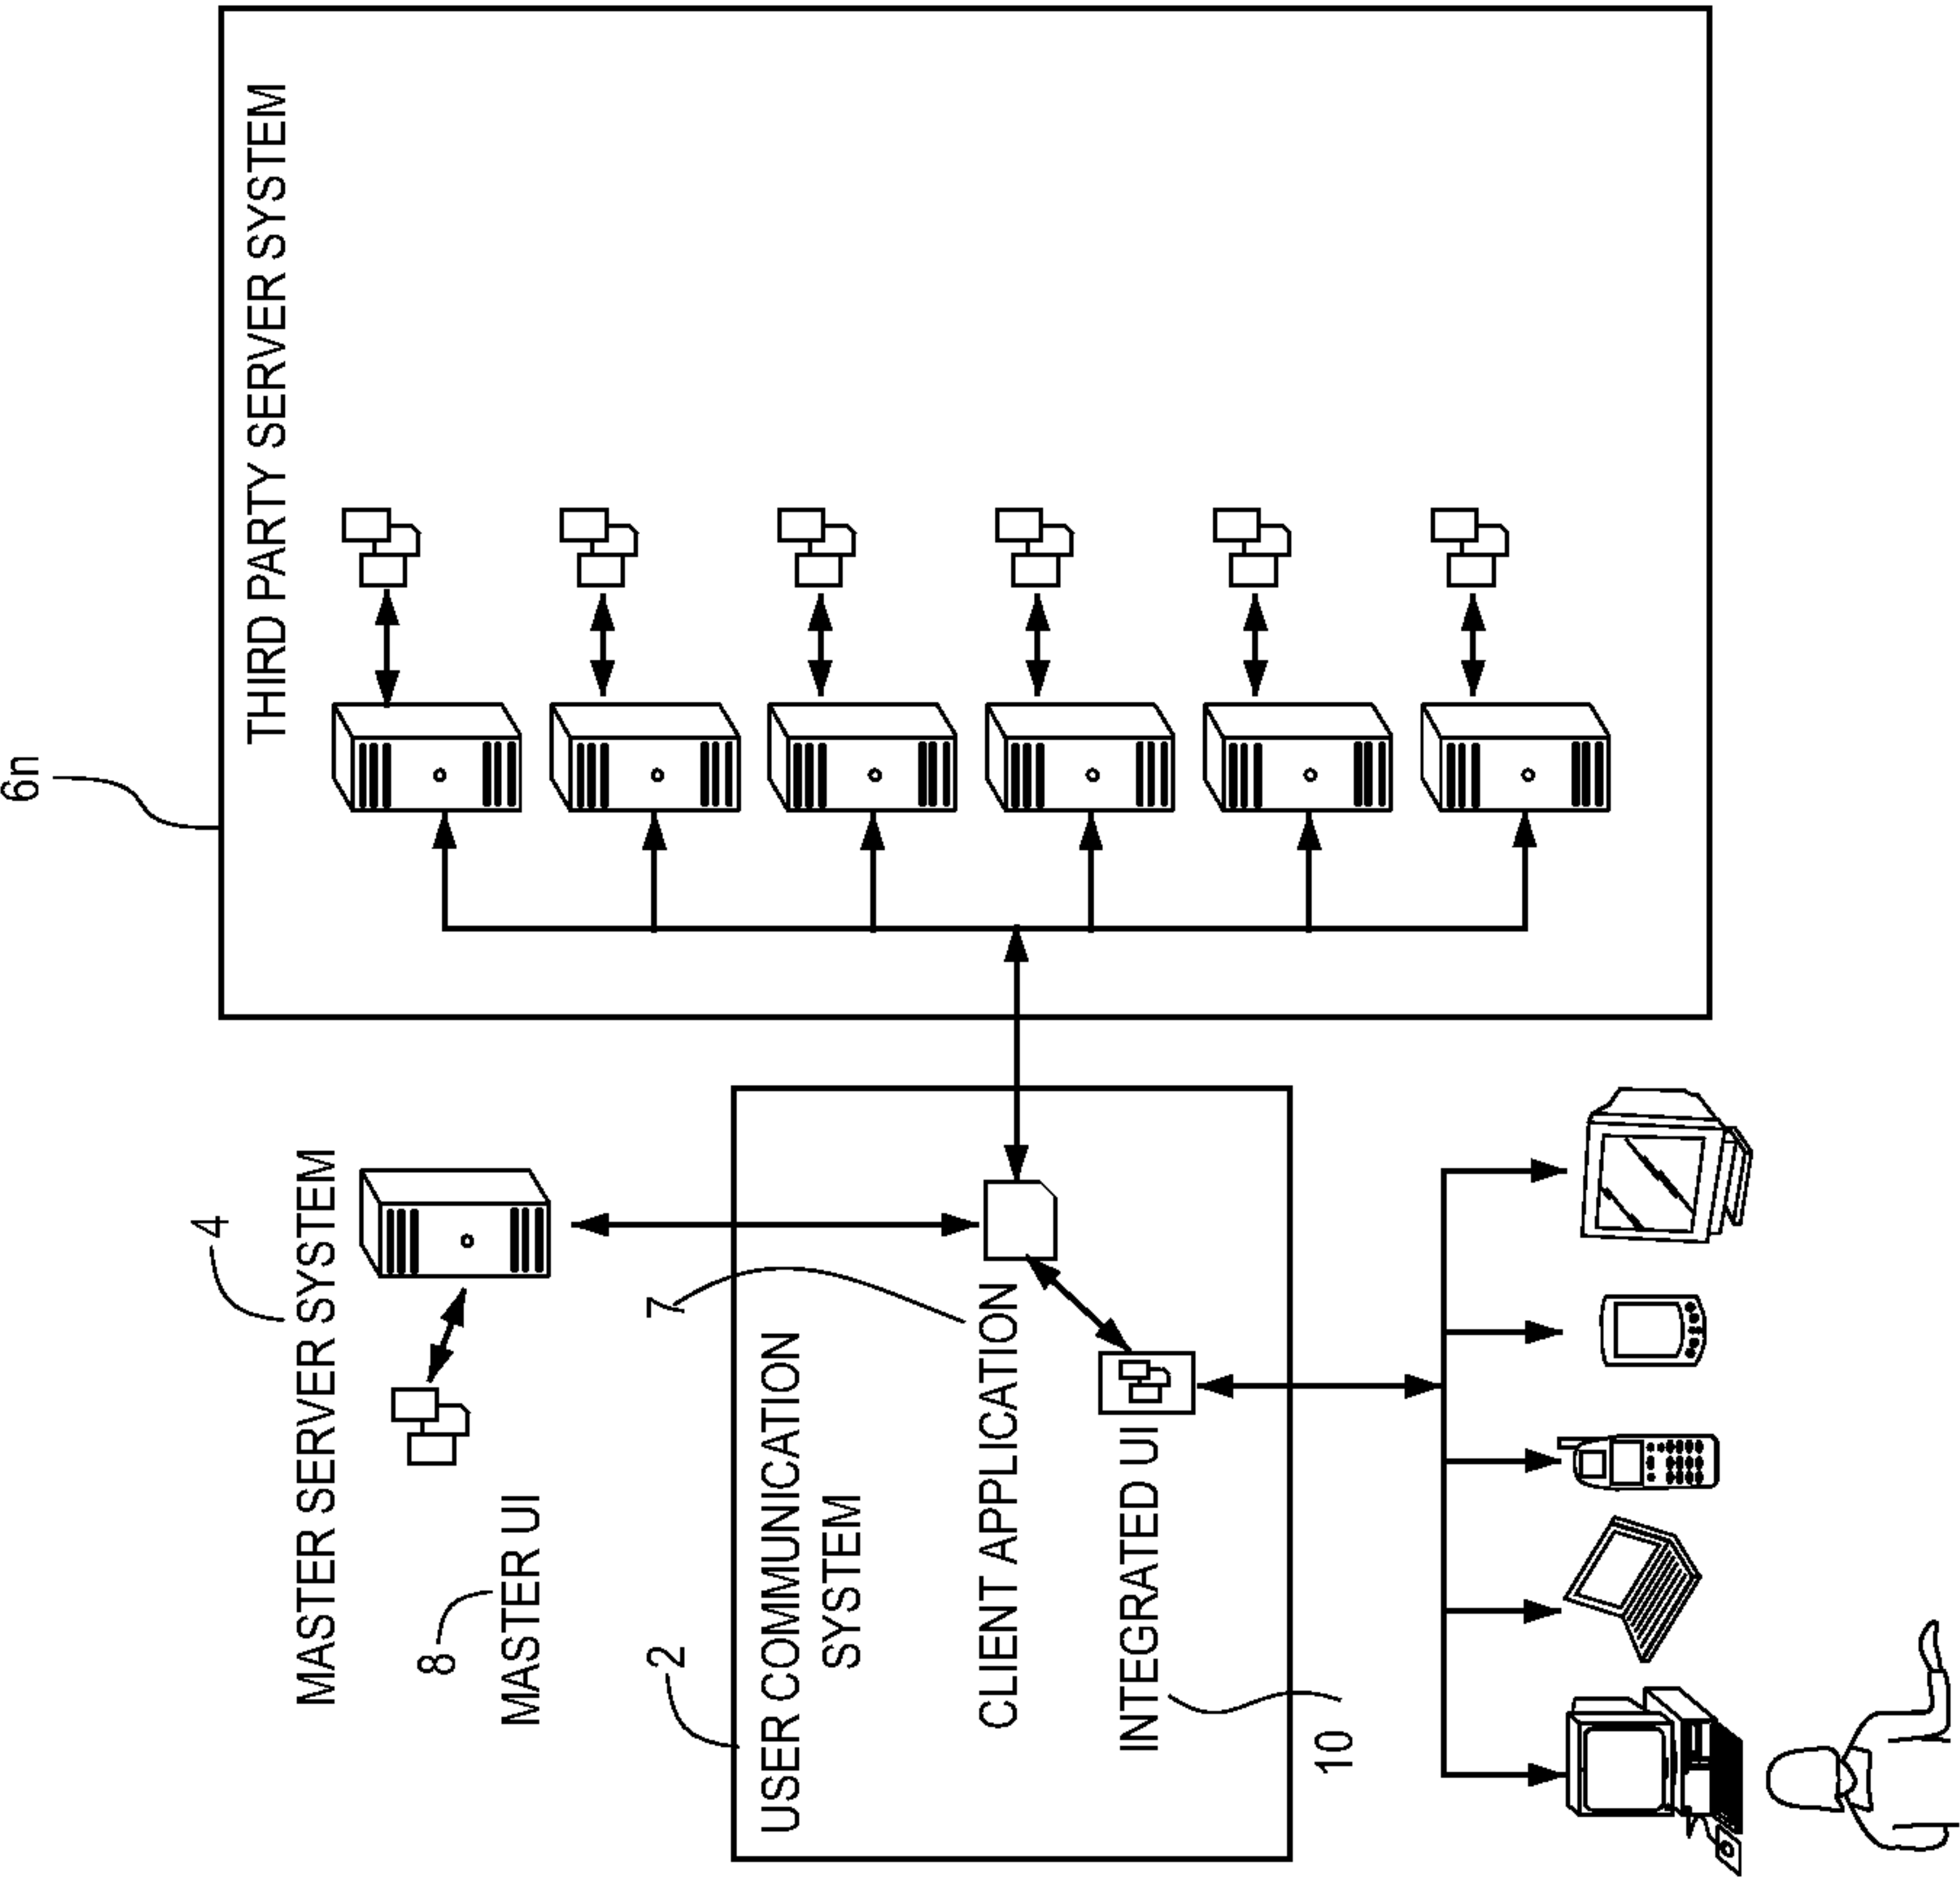 6n
THIRD PARTY SERVER SYSTEM
4
MASTER SERVER SYSTEM
8
MASTER UI
2
USER COMMUNICATION
SYSTEM
7
CLIENT APPLICATION
INTEGRATED UI
10